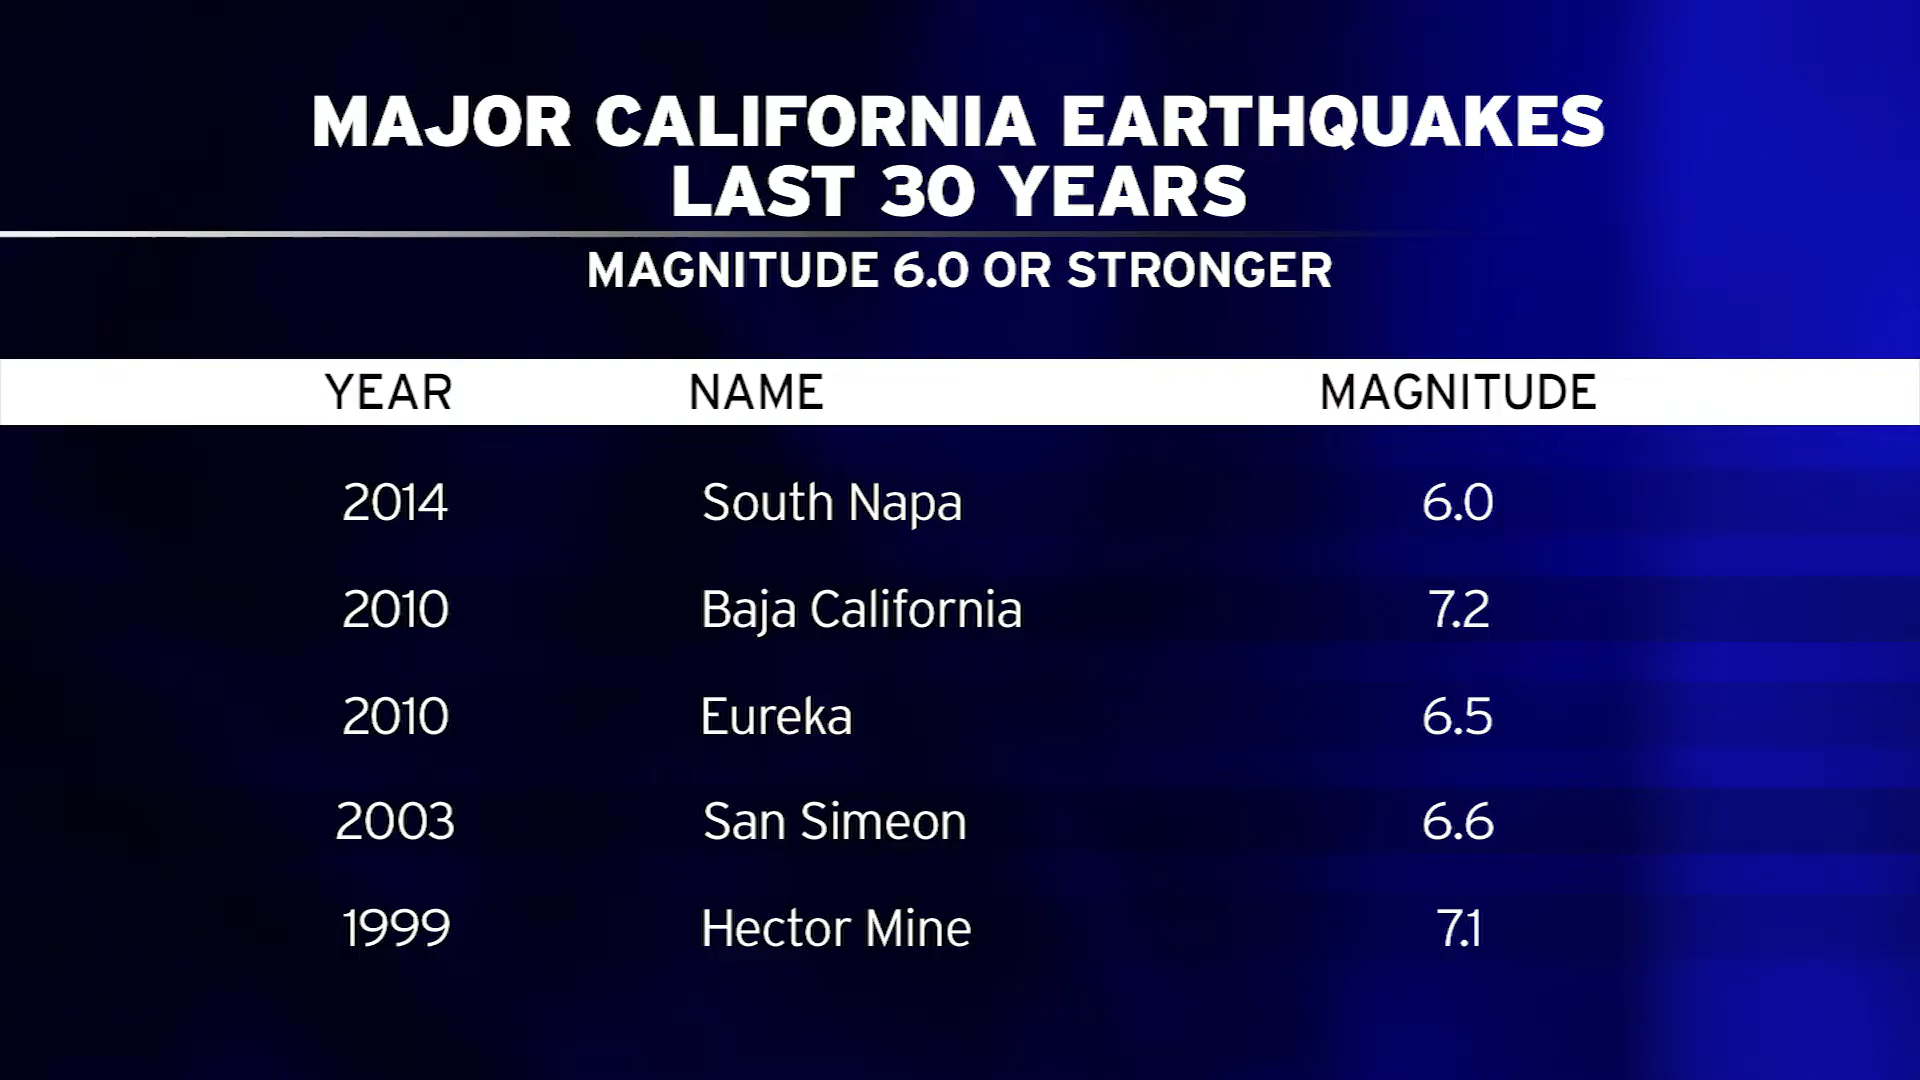 MAJOR CALIFORNIA EARTHQUAKES
LAST 30 YEARS
MAGNITUDE 6.0 OR STRONGER
YEAR NAME MAGNITUDE
2014 South Napa 6.0
2010 Baja California 7.2
2010 Eureka 6.5
2003 San Simeon 6.6
1999 Hector Mine 7.1